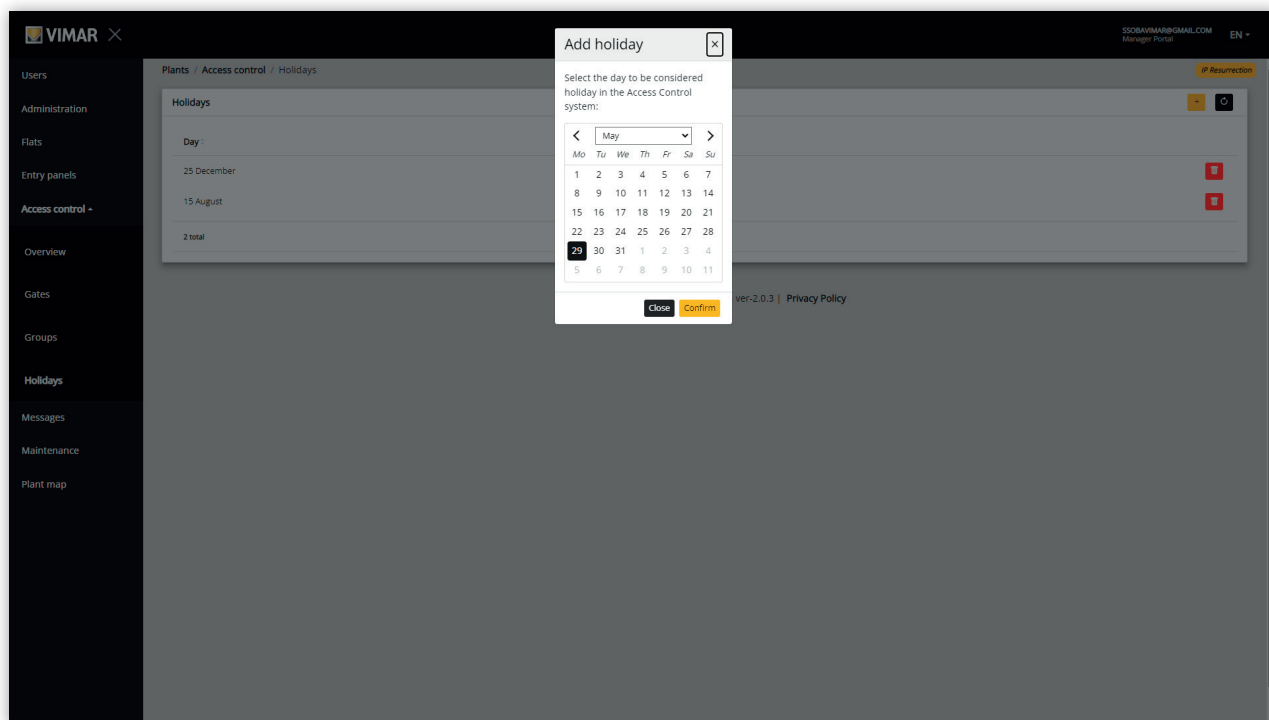 VIMAR
SSOBAVIMAR@GMAIL.COM
Manager Portal
EN
Users
Administration
Flats
Entry panels
Access control
Overview
Gates
Groups
Holidays
Messages
Maintenance
Plant map
Plants / Access control / Holidays
IP Resurrection
Holidays
+
Day
25 December
15 August
2 total
ver-2.0.3 | Privacy Policy
Add holiday
×
Select the day to be considered
holiday in the Access Control
system:
May
Mo Tu We Th Fr Sa Su
1 2 3 4 5 6 7
8 9 10 11 12 13 14
15 16 17 18 19 20 21
22 23 24 25 26 27 28
29 30 31 1 2 3 4
5 6 7 8 9 10 11
Close Confirm